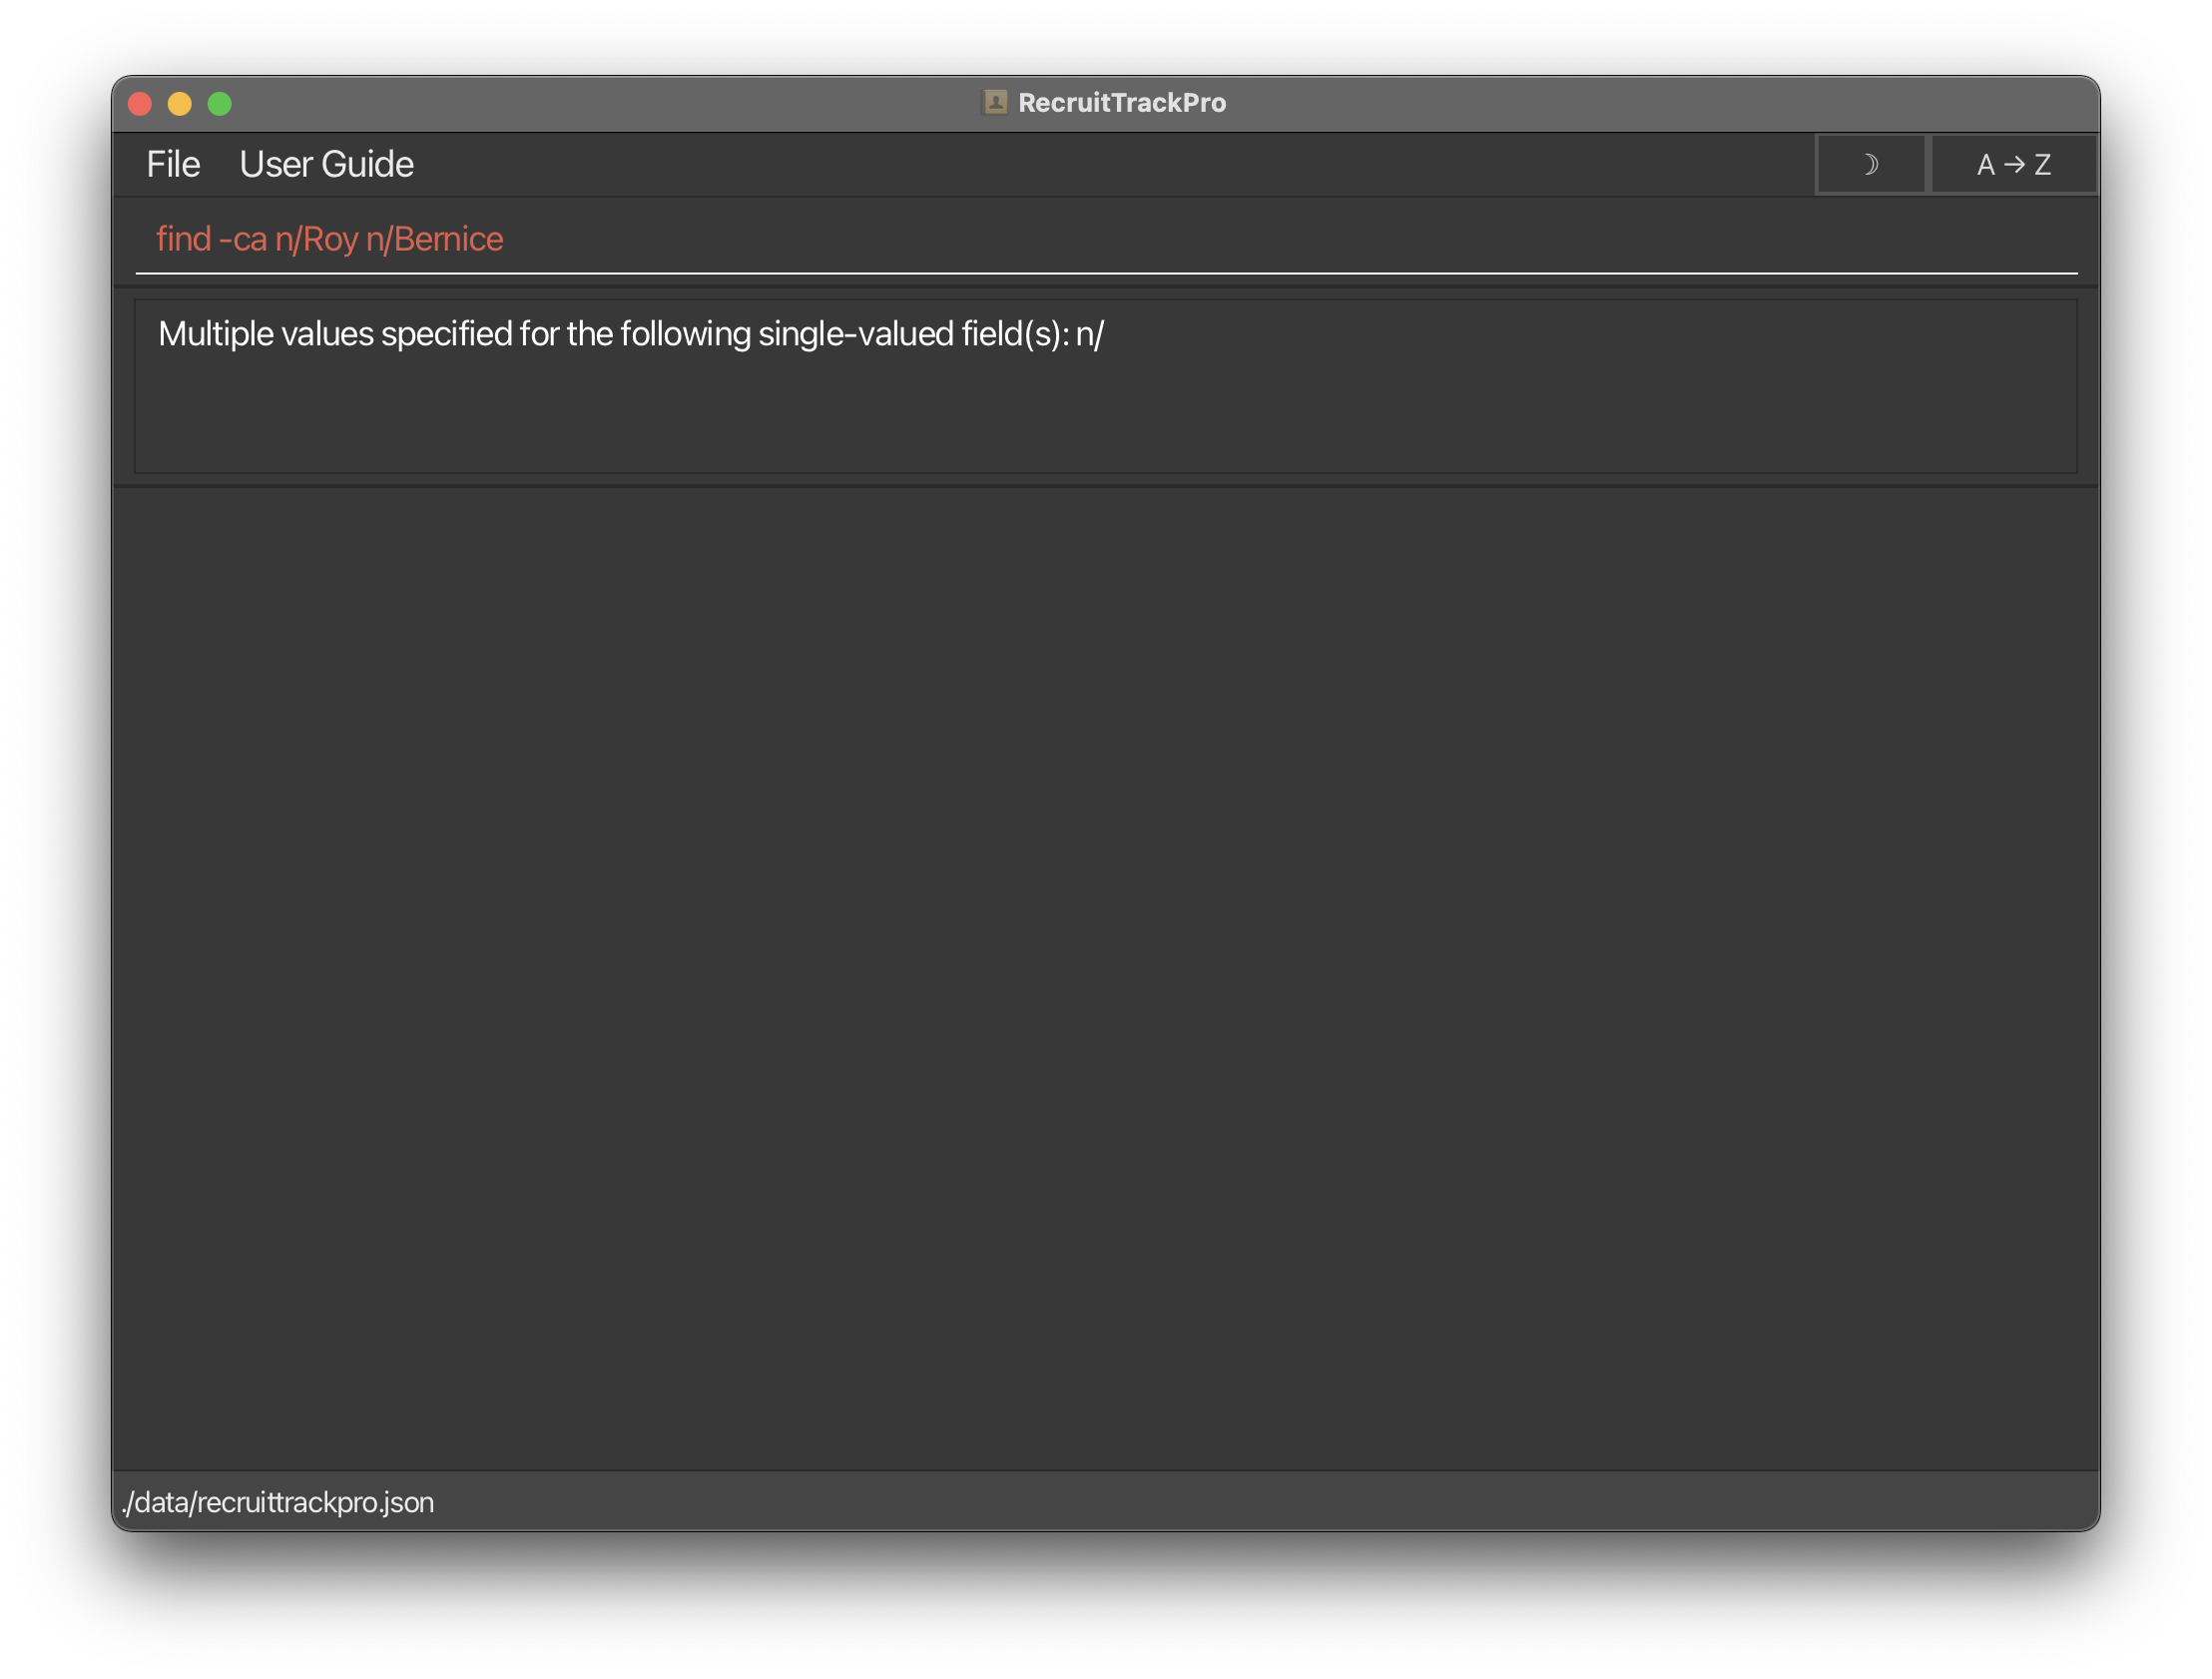 RecruitTrackPro
File User Guide ☽ A → Z
find -ca n/Roy n/Bernice
Multiple values specified for the following single-valued field(s): n/
./data/recruittrackpro.json